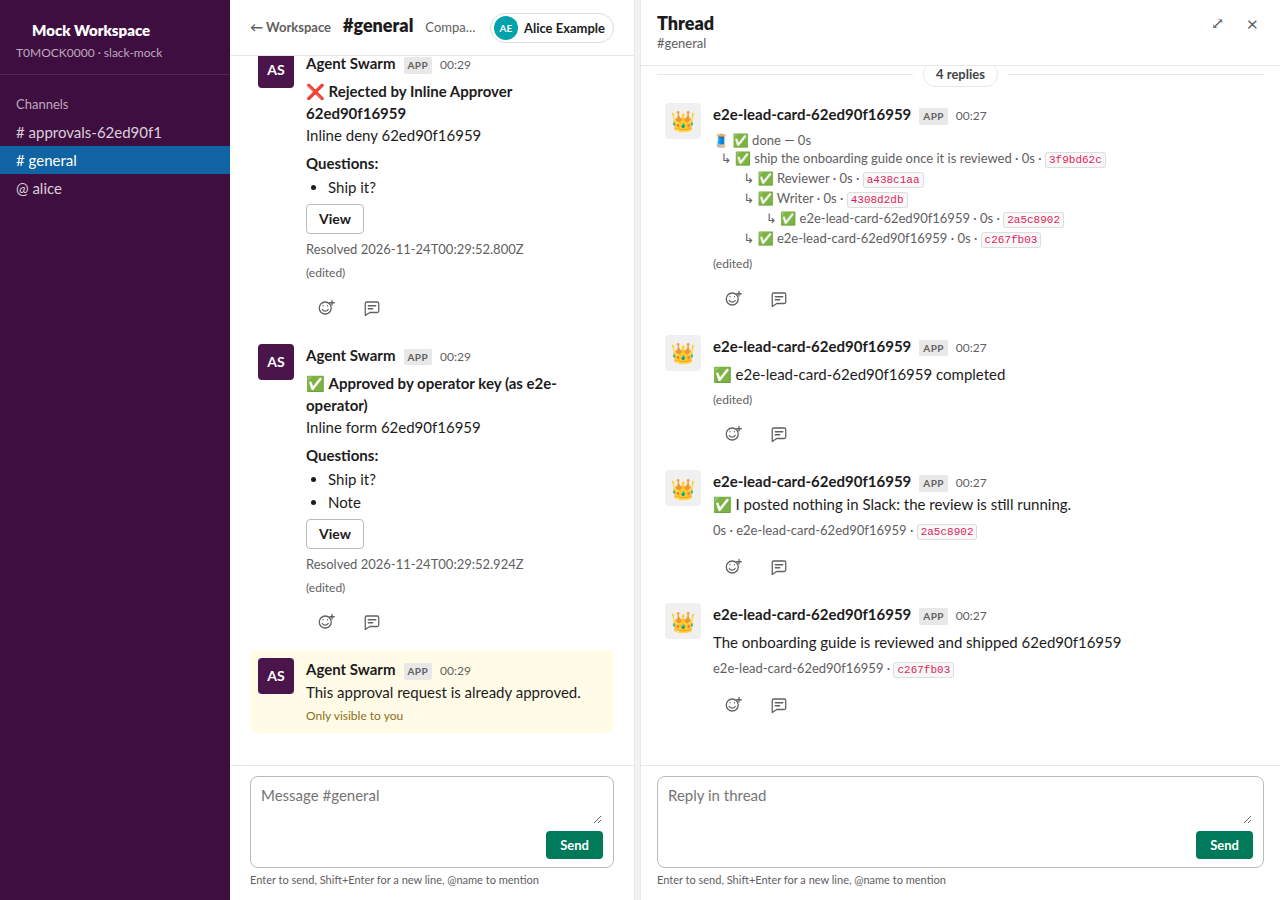 Mock Workspace
T0MOCK0000 · slack-mock
Channels
# approvals-62ed90f1
# general
@ alice
← Workspace #general Compa... AE Alice Example
AS Agent Swarm APP 00:29
❌ Rejected by Inline Approver
62ed90f16959
Inline deny 62ed90f16959
Questions:
• Ship it?
View
Resolved 2026-11-24T00:29:52.800Z
(edited)
AS Agent Swarm APP 00:29
✅ Approved by operator key (as e2e-
operator)
Inline form 62ed90f16959
Questions:
• Ship it?
• Note
View
Resolved 2026-11-24T00:29:52.924Z
(edited)
AS Agent Swarm APP 00:29
This approval request is already approved.
Only visible to you
Message #general
Send
Enter to send, Shift+Enter for a new line, @name to mention
Thread
#general
4 replies
e2e-lead-card-62ed90f16959 APP 00:27
🧵 ✅ done — 0s
↳ ✅ ship the onboarding guide once it is reviewed · 0s · 3f9bd62c
↳ ✅ Reviewer · 0s · a438c1aa
↳ ✅ Writer · 0s · 4308d2db
↳ ✅ e2e-lead-card-62ed90f16959 · 0s · 2a5c8902
↳ ✅ e2e-lead-card-62ed90f16959 · 0s · c267fb03
(edited)
e2e-lead-card-62ed90f16959 APP 00:27
✅ e2e-lead-card-62ed90f16959 completed
(edited)
e2e-lead-card-62ed90f16959 APP 00:27
✅ I posted nothing in Slack: the review is still running.
0s · e2e-lead-card-62ed90f16959 · 2a5c8902
e2e-lead-card-62ed90f16959 APP 00:27
The onboarding guide is reviewed and shipped 62ed90f16959
e2e-lead-card-62ed90f16959 · c267fb03
Reply in thread
Send
Enter to send, Shift+Enter for a new line, @name to mention